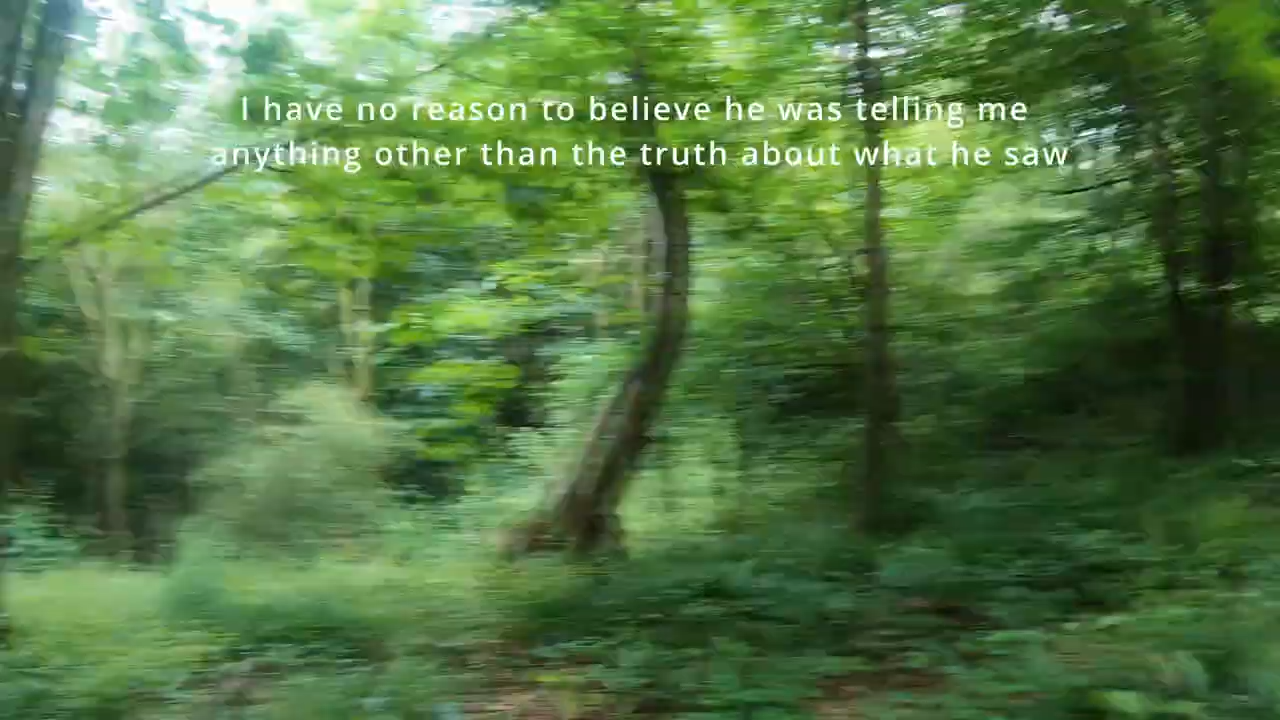 I have no reason to believe he was telling me
anything other than the truth about what he saw